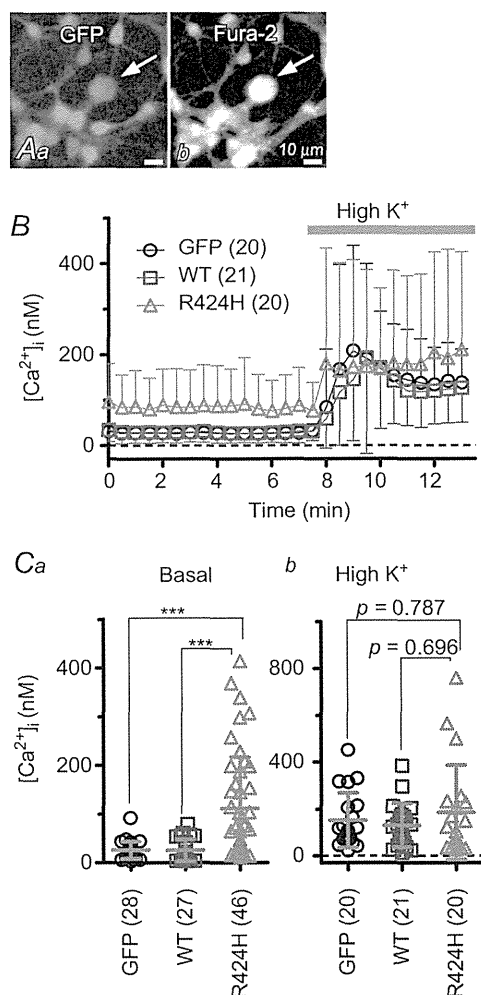 GFP
Fura-2
Aa
b
10 µm
B
High K⁺
GFP (20)
WT (21)
R424H (20)
400
200
0
[Ca²⁺]ᵢ (nM)
0 2 4 6 8 10 12
Time (min)
Ca
Basal
b
High K⁺
***
***
p = 0.787
p = 0.696
400
200
0
[Ca²⁺]ᵢ (nM)
800
400
0
GFP (28)
WT (27)
R424H (46)
GFP (20)
WT (21)
R424H (20)